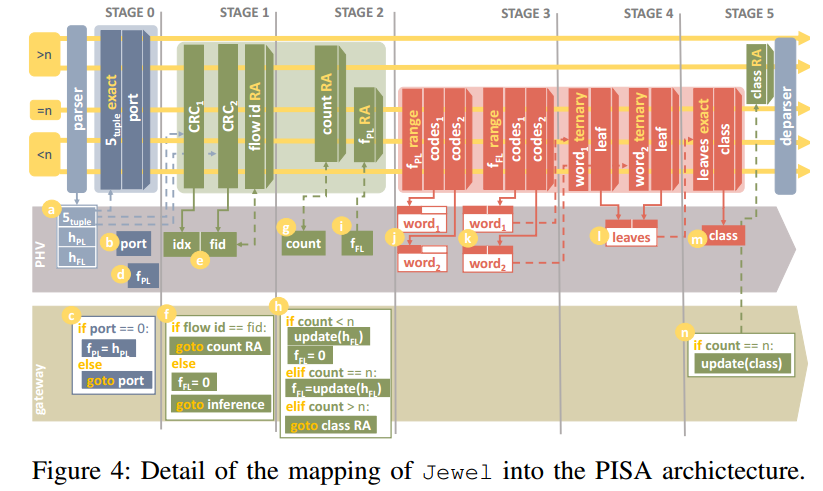 STAGE 0
STAGE 1
STAGE 2
STAGE 3
STAGE 4
STAGE 5
>n
=n
<n
parser
5tuple exact
port
CRC1
CRC2
flow id RA
count RA
fPL RA
fPL range
codes1
codes2
fFL range
codes1
codes2
word1 ternary
leaf
word2 ternary
leaf
leaves exact
class
class RA
deparser
PHV
a
5tuple
hPL
hFL
b
port
d
fPL
idx
fid
e
g
count
i
fFL
j
word1
word2
k
word1
word2
l
leaves
m
class
gateway
c
if port == 0:
fPL= hPL
else
goto port
f
if flow id == fid:
goto count RA
else
fFL= 0
goto inference
h
if count < n
update(hFL)
fFL= 0
elif count == n:
fFL=update(hFL)
elif count > n:
goto class RA
n
if count == n:
update(class)
Figure 4: Detail of the mapping of Jewel into the PISA archictecture.